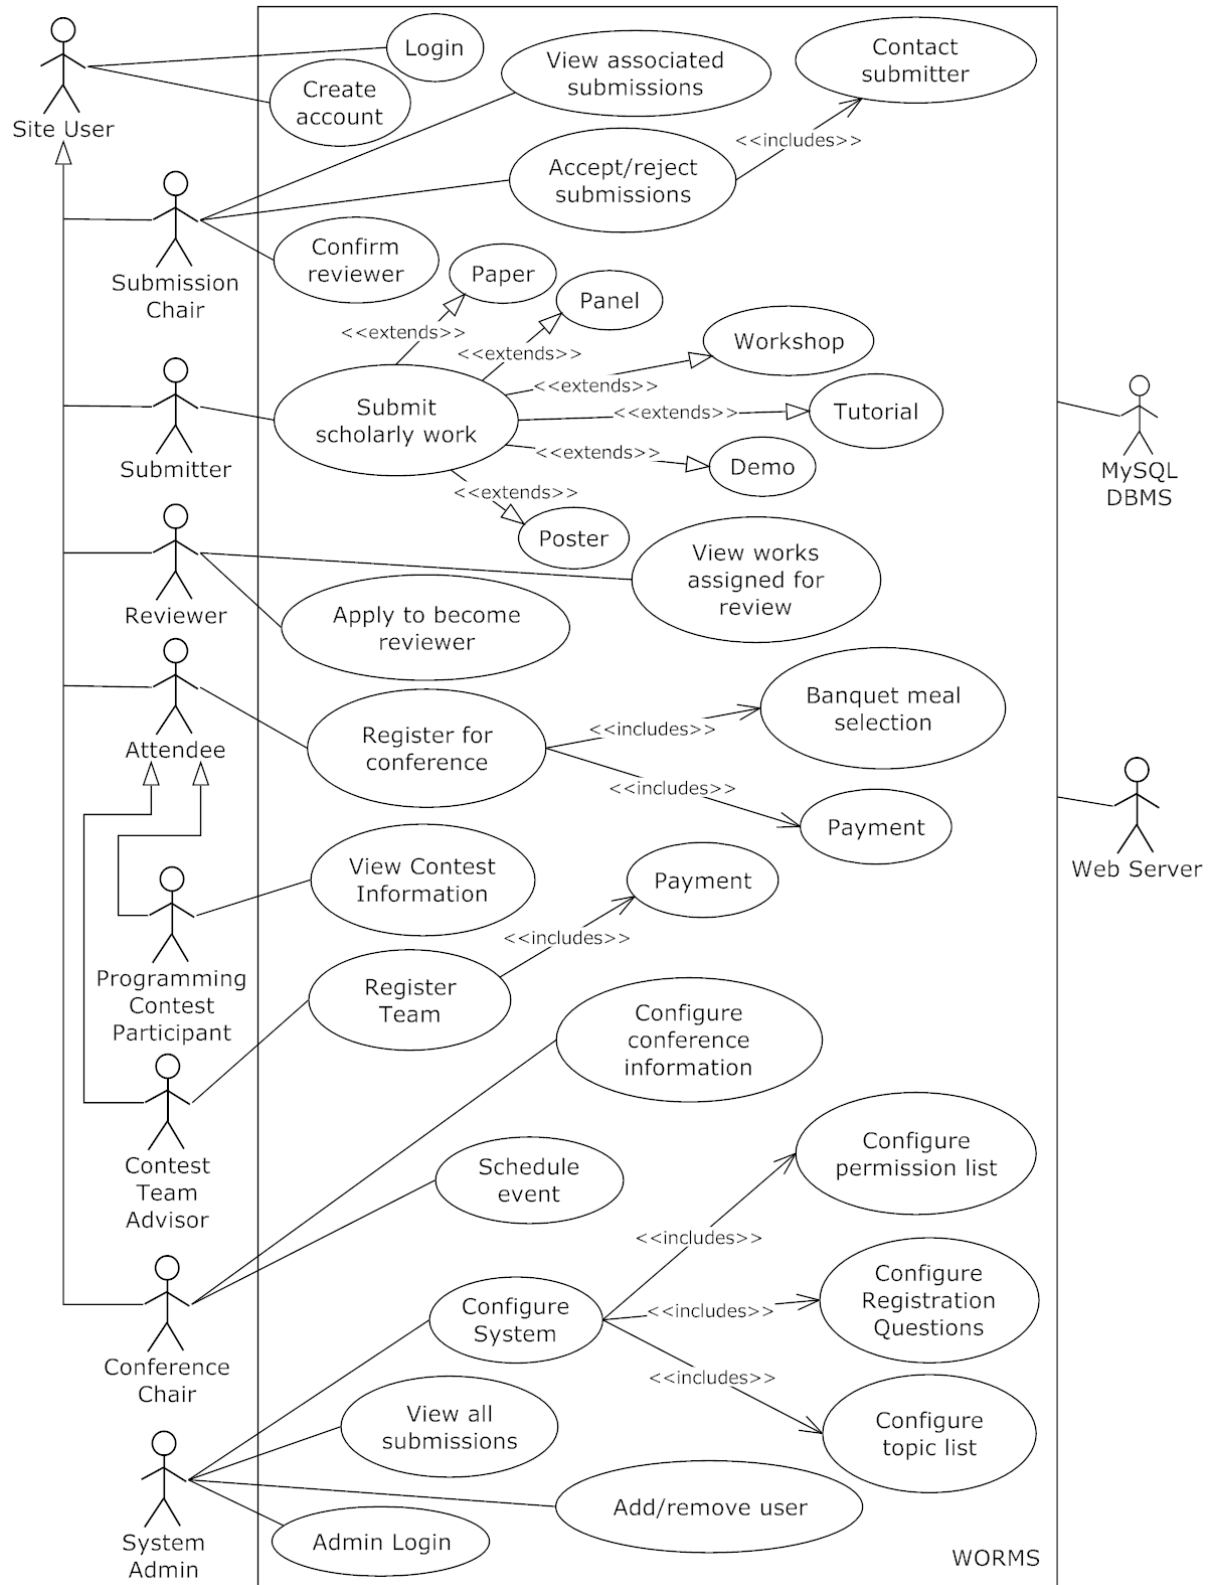 Login
View associated
submissions
Contact
submitter
Create
account
Site User
<<includes>>
Accept/reject
submissions
Submission
Chair
Confirm
reviewer
Paper
Panel
<<extends>>
<<extends>>
Workshop
<<extends>>
Submit
scholarly work
<<extends>>
Tutorial
Submitter
<<extends>>
Demo
MySQL
DBMS
<<extends>>
Poster
View works
assigned for
review
Reviewer
Apply to become
reviewer
Banquet meal
selection
Attendee
Register for
conference
<<includes>>
<<includes>>
Payment
Web Server
View Contest
Information
Payment
<<includes>>
Programming
Contest
Participant
Register
Team
Configure
conference
information
Contest
Team
Advisor
Schedule
event
Configure
permission list
<<includes>>
Configure
System
<<includes>>
Configure
Registration
Questions
Conference
Chair
<<includes>>
View all
submissions
Configure
topic list
System
Admin
Add/remove user
Admin Login
WORMS